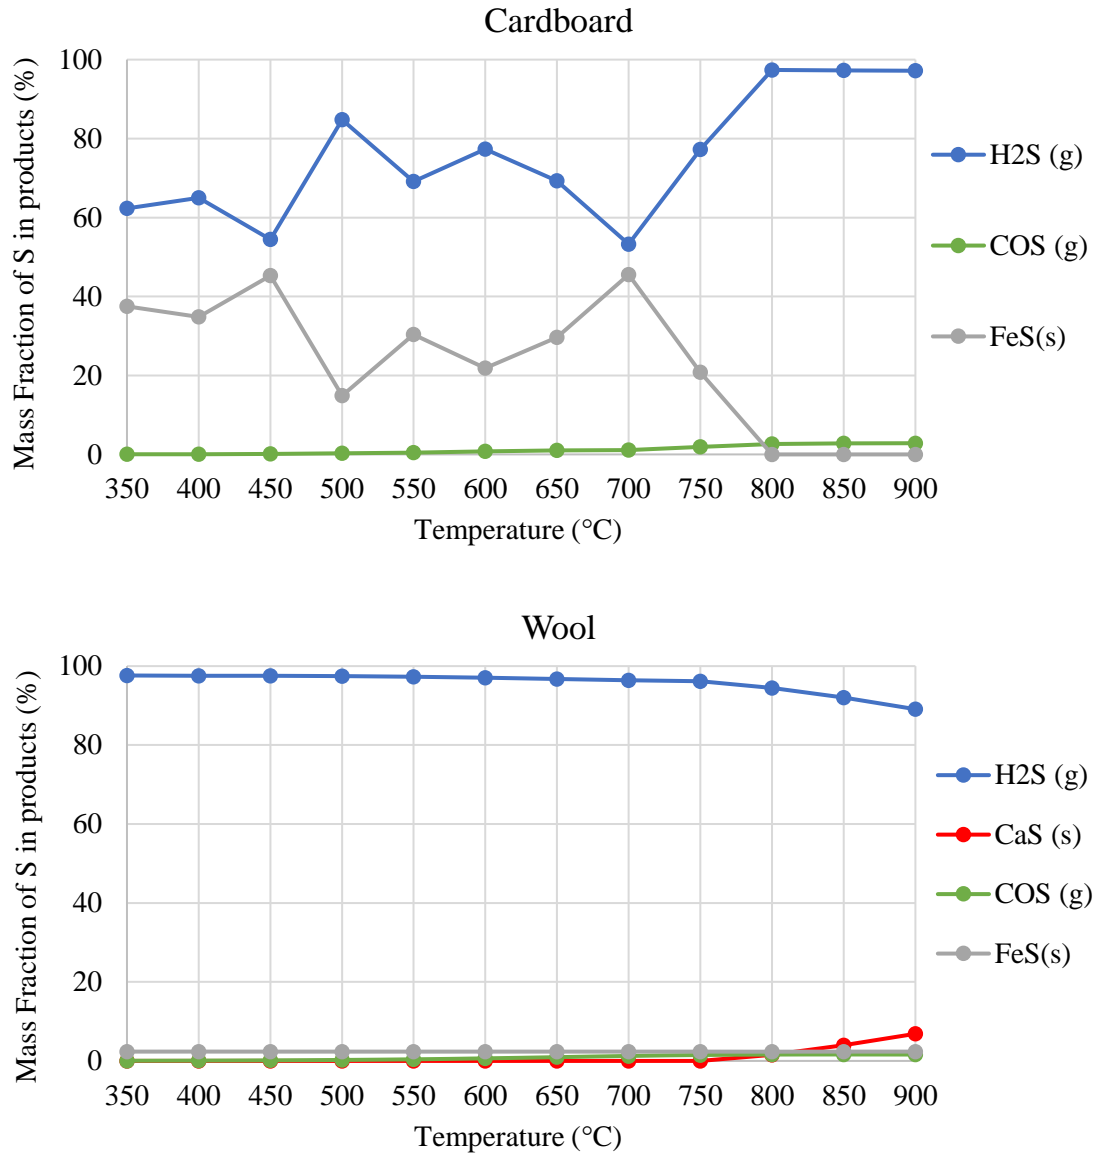 Cardboard
Mass Fraction of S in products (%)
100
80
60
40
20
0
350 400 450 500 550 600 650 700 750 800 850 900
Temperature (°C)
H2S (g)
COS (g)
FeS(s)
Wool
Mass Fraction of S in products (%)
100
80
60
40
20
0
350 400 450 500 550 600 650 700 750 800 850 900
Temperature (°C)
H2S (g)
CaS (s)
COS (g)
FeS(s)